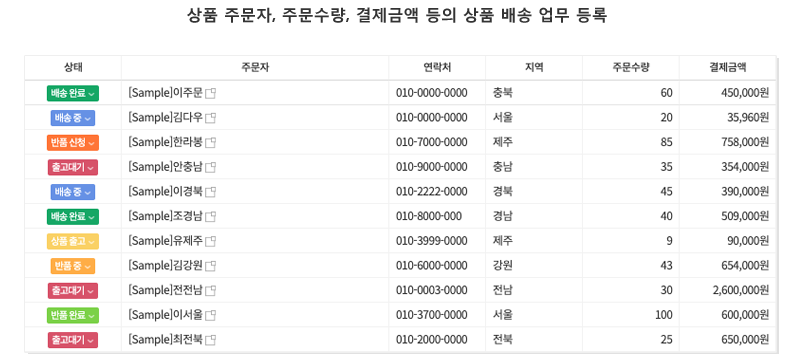 상품 주문자, 주문수량, 결제금액 등의 상품 배송 업무 등록
상태 주문자 연락처 지역 주문수량 결제금액
배송 완료 [Sample]이주문 010-0000-0000 충북 60 450,000원
배송 중 [Sample]김다우 010-0000-0000 서울 20 35,960원
반품 신청 [Sample]한라봉 010-7000-0000 제주 85 758,000원
출고대기 [Sample]안충남 010-9000-0000 충남 35 354,000원
배송 중 [Sample]이경북 010-2222-0000 경북 45 390,000원
배송 완료 [Sample]조경남 010-8000-000 경남 40 509,000원
상품 출고 [Sample]유제주 010-3999-0000 제주 9 90,000원
반품 중 [Sample]김강원 010-6000-0000 강원 43 654,000원
출고대기 [Sample]전전남 010-0003-0000 전남 30 2,600,000원
반품 완료 [Sample]이서울 010-3700-0000 서울 100 600,000원
출고대기 [Sample]최전북 010-2000-0000 전북 25 650,000원